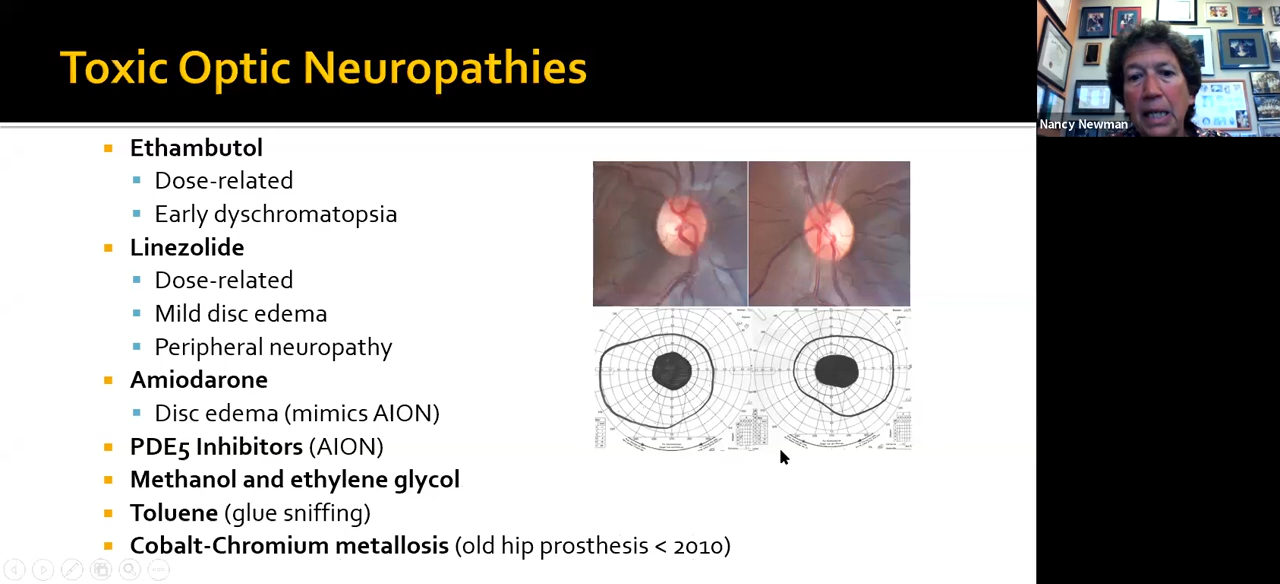 Toxic Optic Neuropathies
Nancy Newman
Ethambutol
Dose-related
Early dyschromatopsia
Linezolide
Dose-related
Mild disc edema
Peripheral neuropathy
Amiodarone
Disc edema (mimics AION)
PDE5 Inhibitors (AION)
Methanol and ethylene glycol
Toluene (glue sniffing)
Cobalt-Chromium metallosis (old hip prosthesis < 2010)